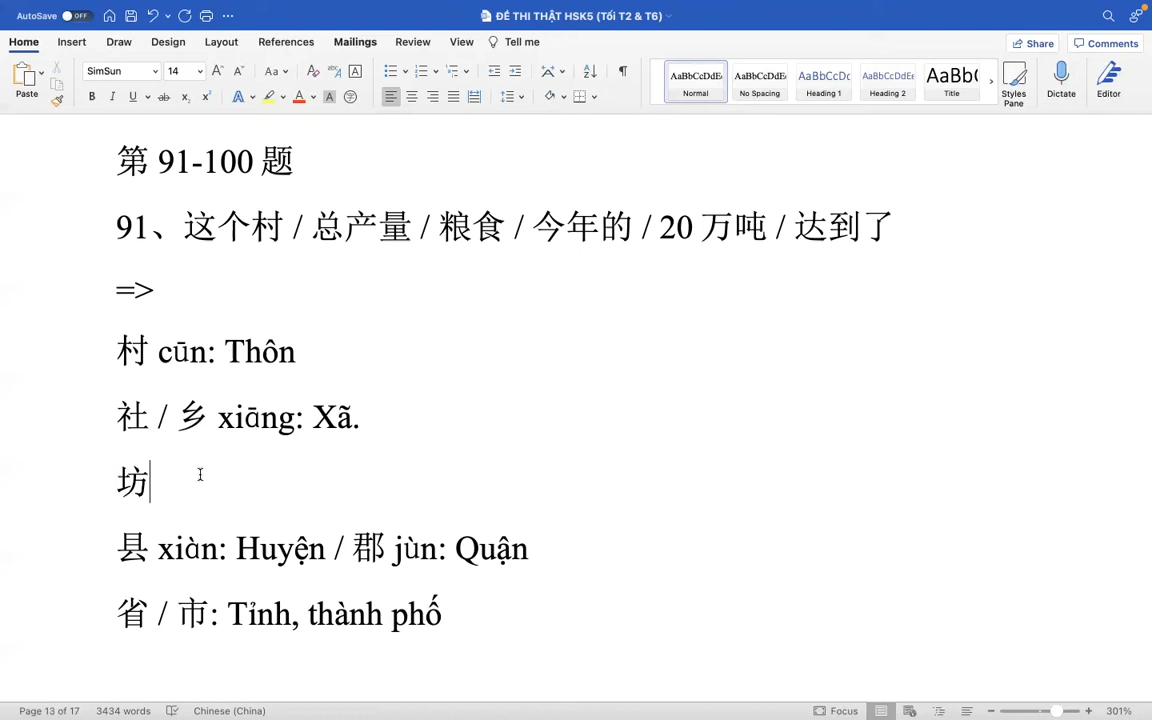 AutoSave OFF ĐỀ THI THẬT HSK5 (Tối T2 & T6)
Home Insert Draw Design Layout References Mailings Review View Tell me Share Comments
Paste SimSun 14 Aa AaBbCcDdEe Normal AaBbCcDdEe No Spacing AaBbCcDc Heading 1 AaBbCcDdEe Heading 2 AaBb( Title Styles Pane Dictate Editor
第 91-100 题
91、这个村 / 总产量 / 粮食 / 今年的 / 20 万吨 / 达到了
=>
村 cūn: Thôn
社 / 乡 xiāng: Xã.
坊
县 xiàn: Huyện / 郡 jùn: Quận
省 / 市: Tỉnh, thành phố
Page 13 of 17 3434 words Chinese (China) Focus 301%